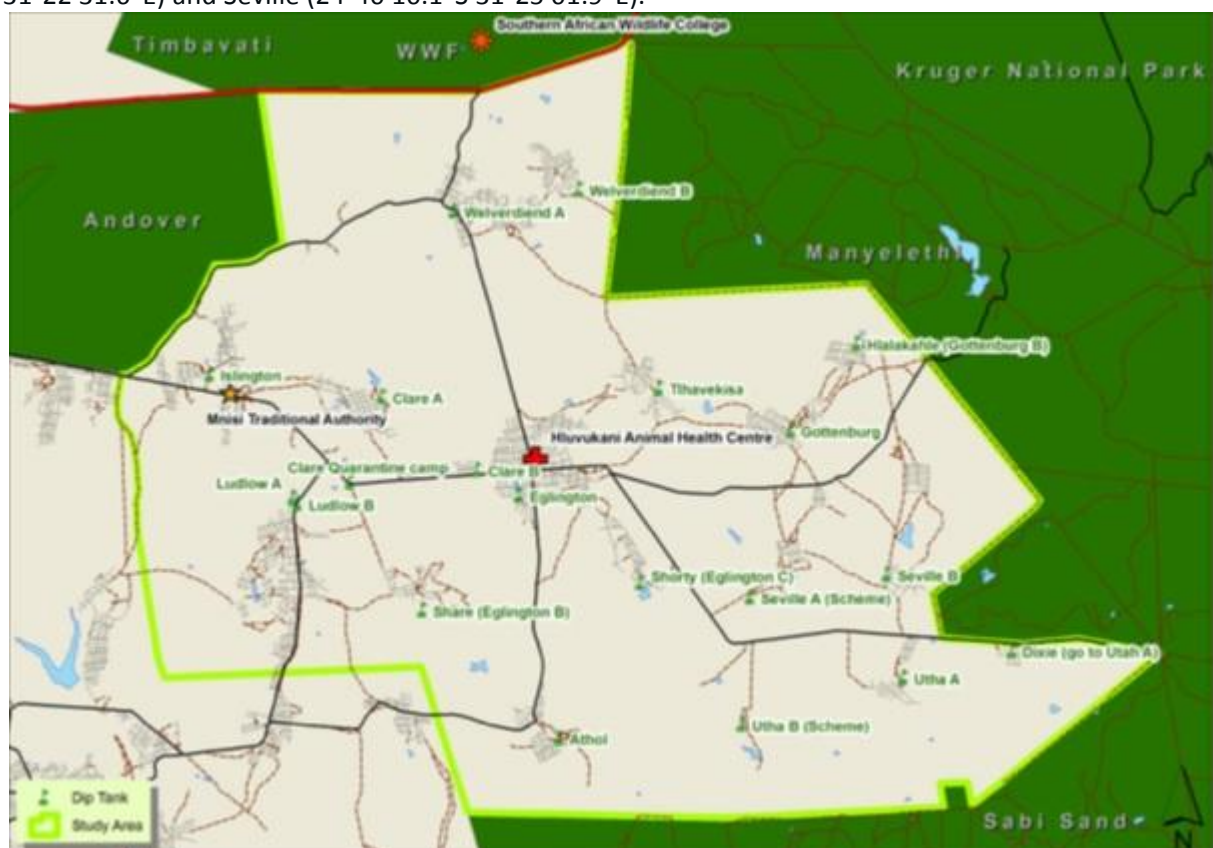 31°22'31.0"E) and Seville (24°40'10.1"S 31°25'01.9"E).
Southern African Wildlife College
Timbavati
WWF
Kruger National Park
Welverdiend B
Welverdiend A
Andover
Manyelethi
Hlalakahle (Gottenburg B)
Islington
Tlhavekisa
Clare A
Mnisi Traditional Authority
Gottenburg
Hluvukani Animal Health Centre
Clare Quarantine camp
Clare B
Ludlow A
Eglington
Ludlow B
Shorty (Eglington C)
Seville B
Seville A (Scheme)
Share (Eglington B)
Dixie (go to Utah A)
Utha A
Utha B (Scheme)
Athol
Dip Tank
Study Area
Sabi Sand
N